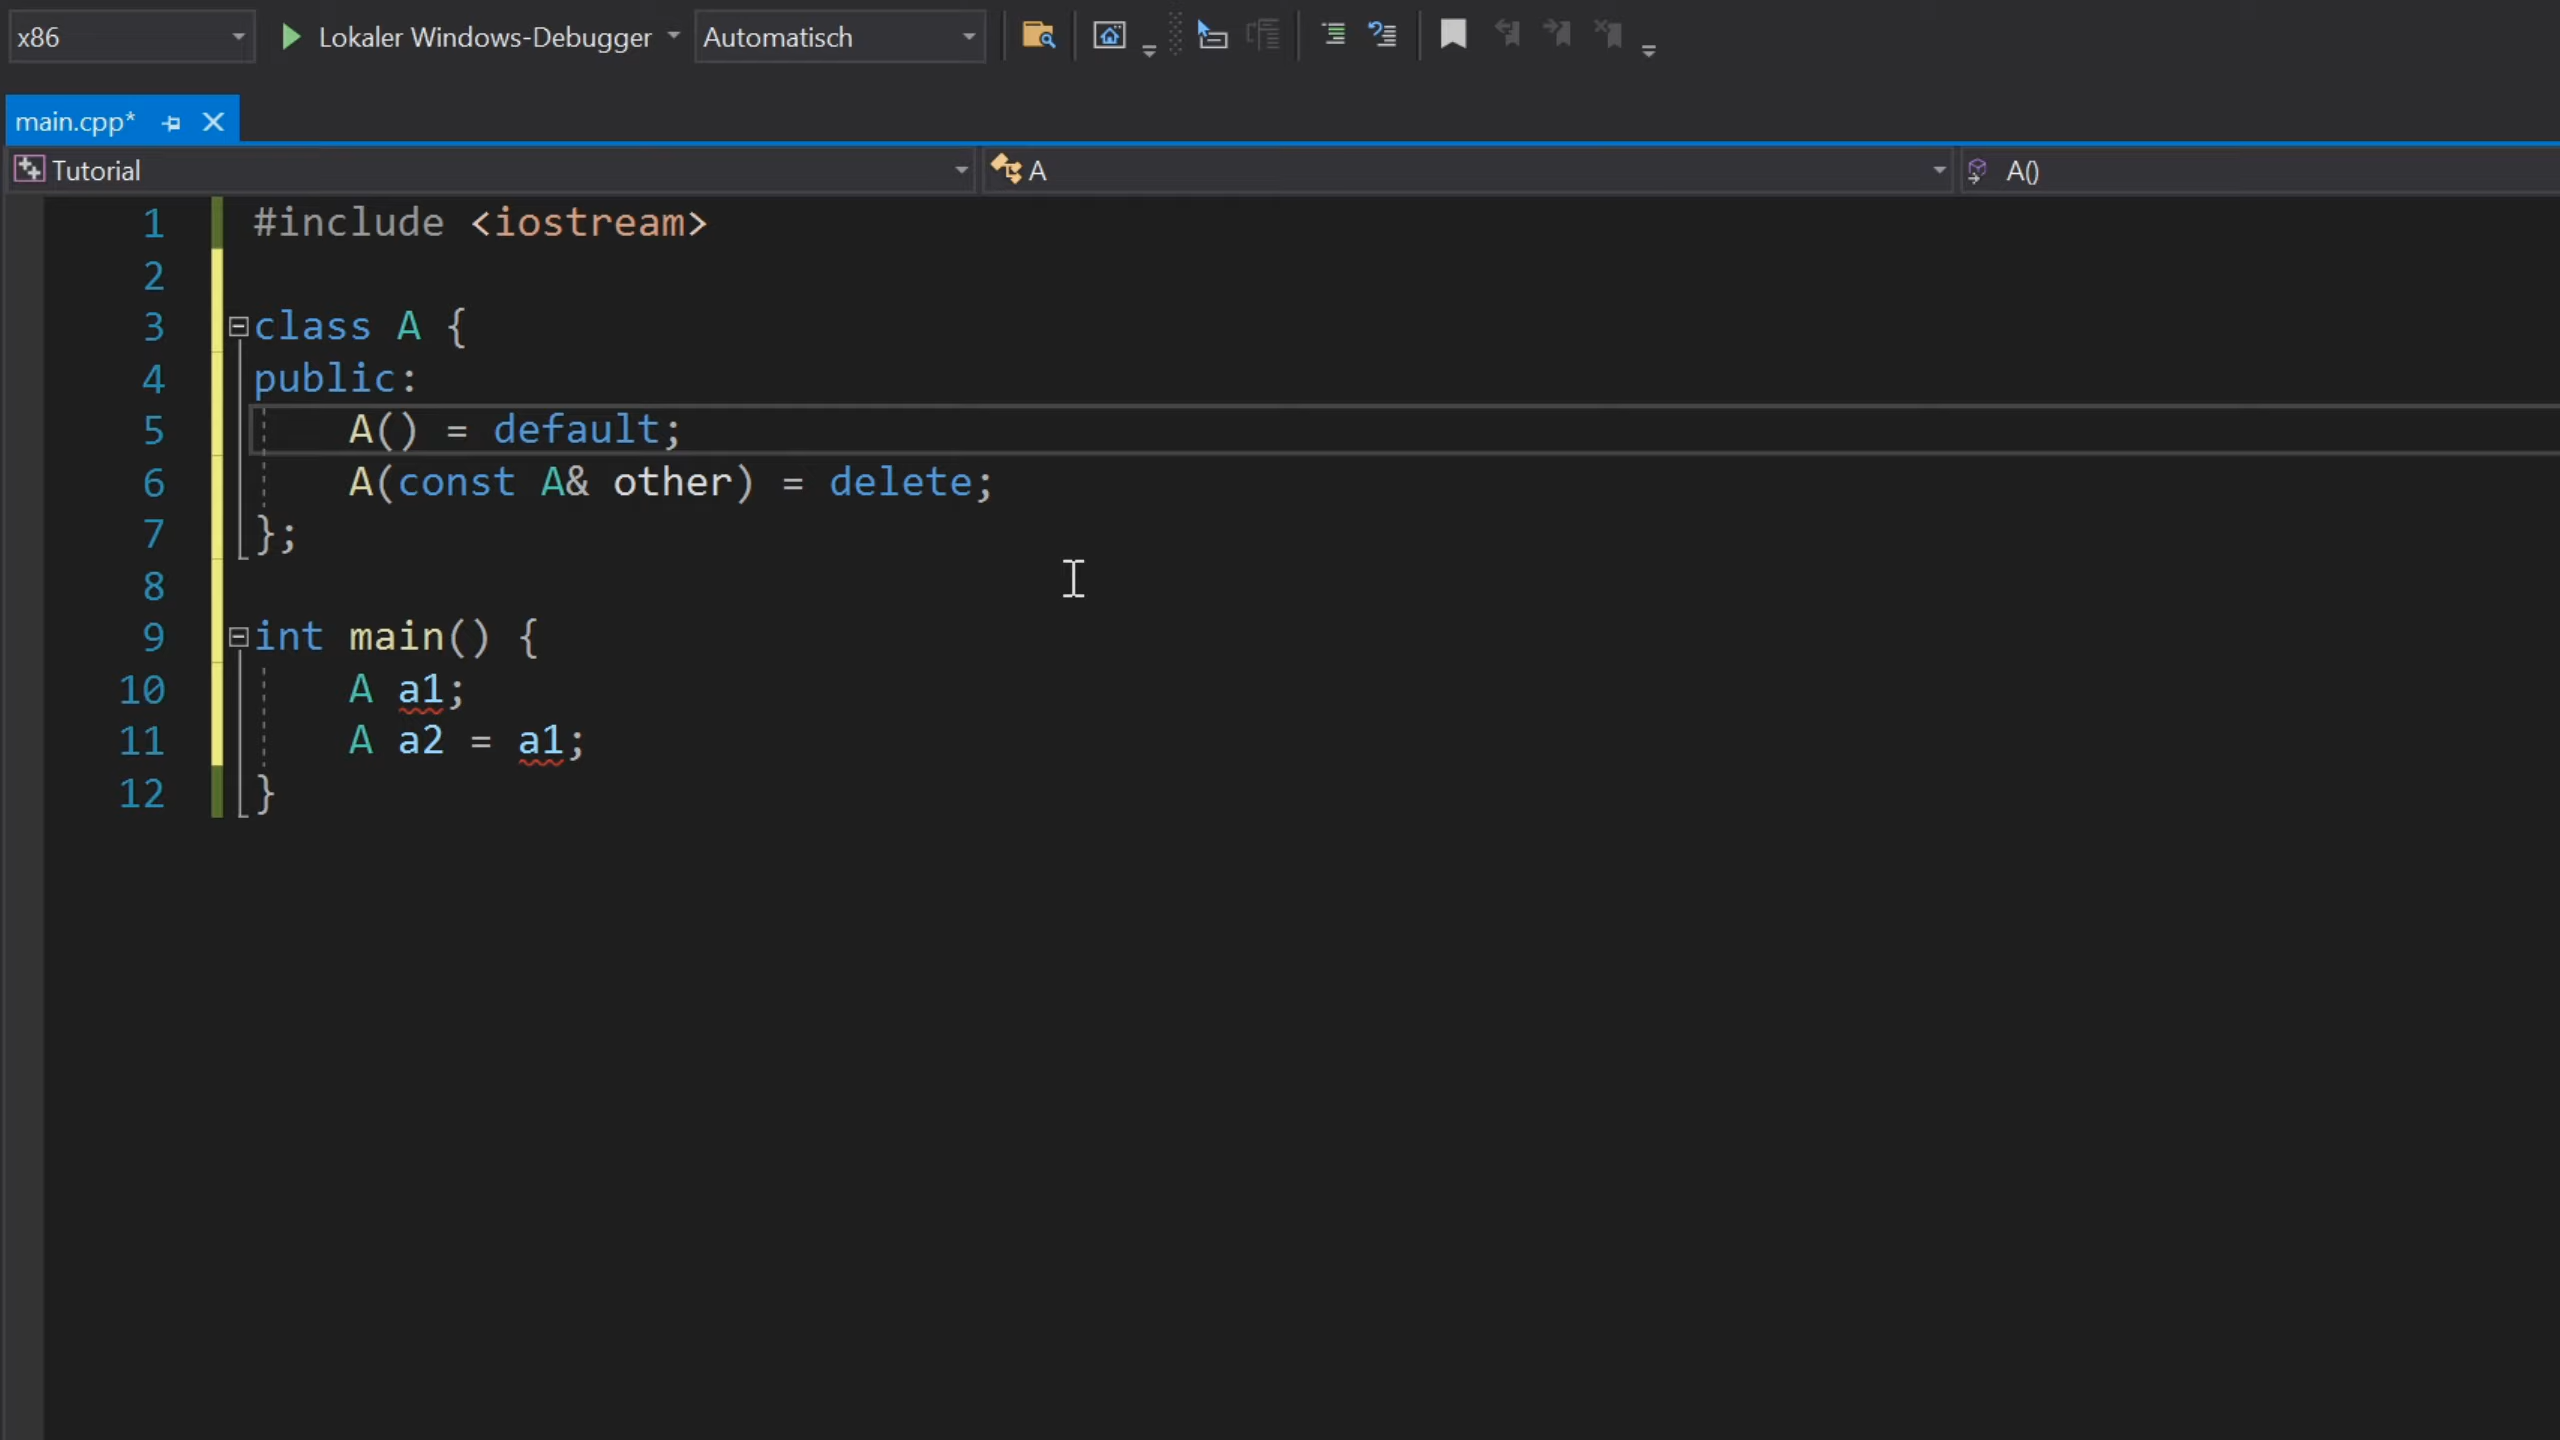 x86 Lokaler Windows-Debugger Automatisch
main.cpp*
Tutorial A A()
1 #include <iostream>
2
3 class A {
4 public:
5 A() = default;
6 A(const A& other) = delete;
7 };
8
9 int main() {
10 A a1;
11 A a2 = a1;
12 }